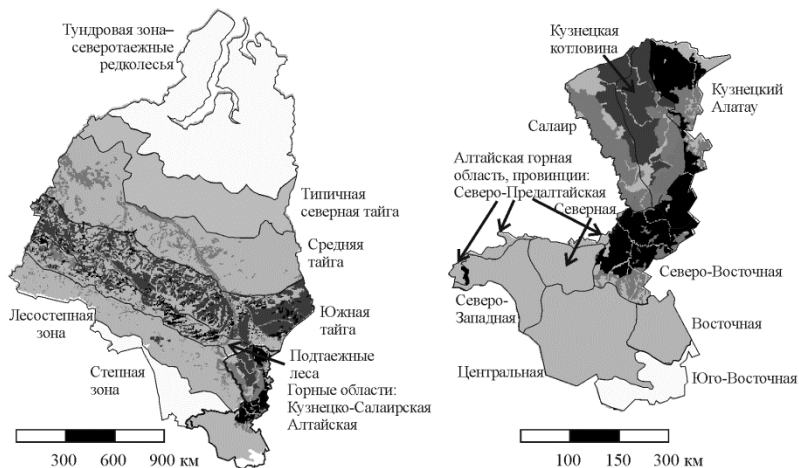 Тундровая зона–
северотаежные
редколесья
Типичная
северная тайга
Средняя
тайга
Южная
тайга
Лесостепная
зона
Степная
зона
Подтаежные
леса
Горные области:
Кузнецко-Салаирская
Алтайская
300 600 900 км
Кузнецкая
котловина
Кузнецкий
Алатау
Салаир
Алтайская горная
область, провинции:
Северо-Предалтайская
Северная
Северо-Восточная
Северо-
Западная
Восточная
Центральная
Юго-Восточная
100 150 300 км